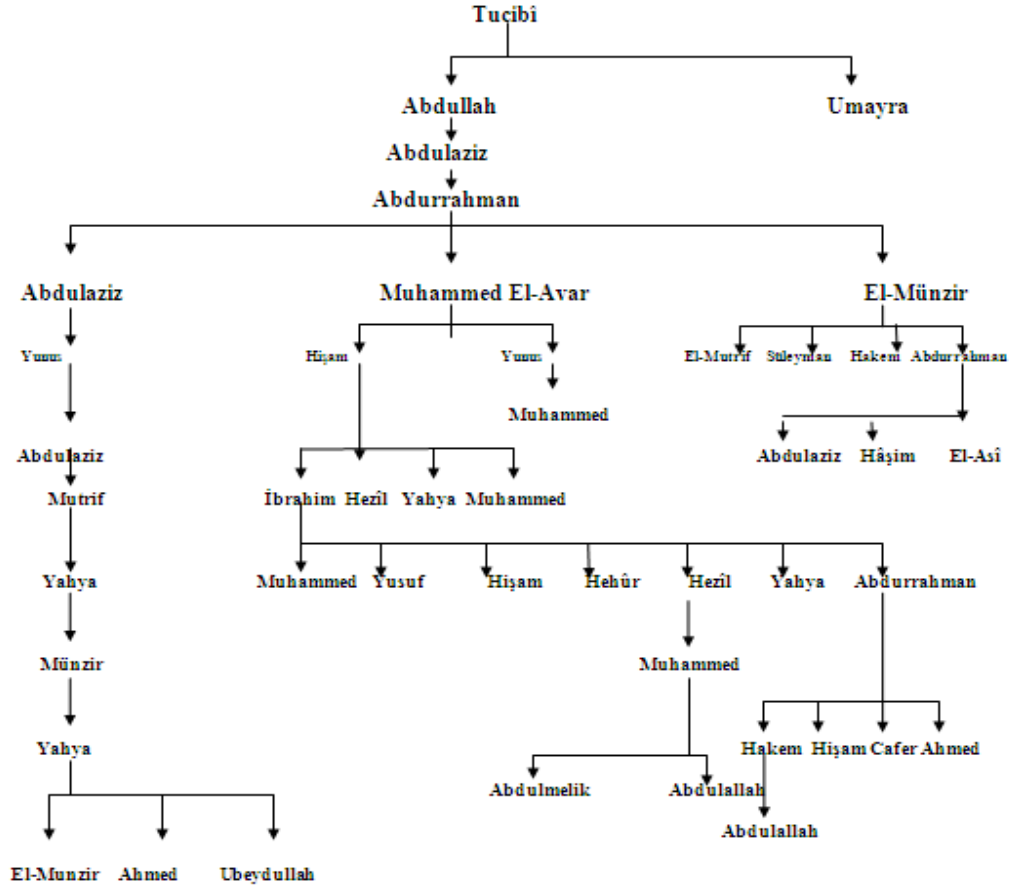 Tucibî
Abdullah Umayra
Abdulaziz
Abdurrahman
Abdulaziz Muhammed El-Avar El-Münzir
Yunus Hişam Yunus El-Mutrif Süleyman Hakem Abdurrahman
Muhammed
Abdulaziz Abdulaziz Hâşim El-Asî
Mutrif İbrahim Hezîl Yahya Muhammed
Yahya Muhammed Yusuf Hişam Hehûr Hezîl Yahya Abdurrahman
Münzir Muhammed
Yahya Hakem Hişam Cafer Ahmed
Abdulmelik Abdulallah
Abdulallah
El-Munzir Ahmed Ubeydullah